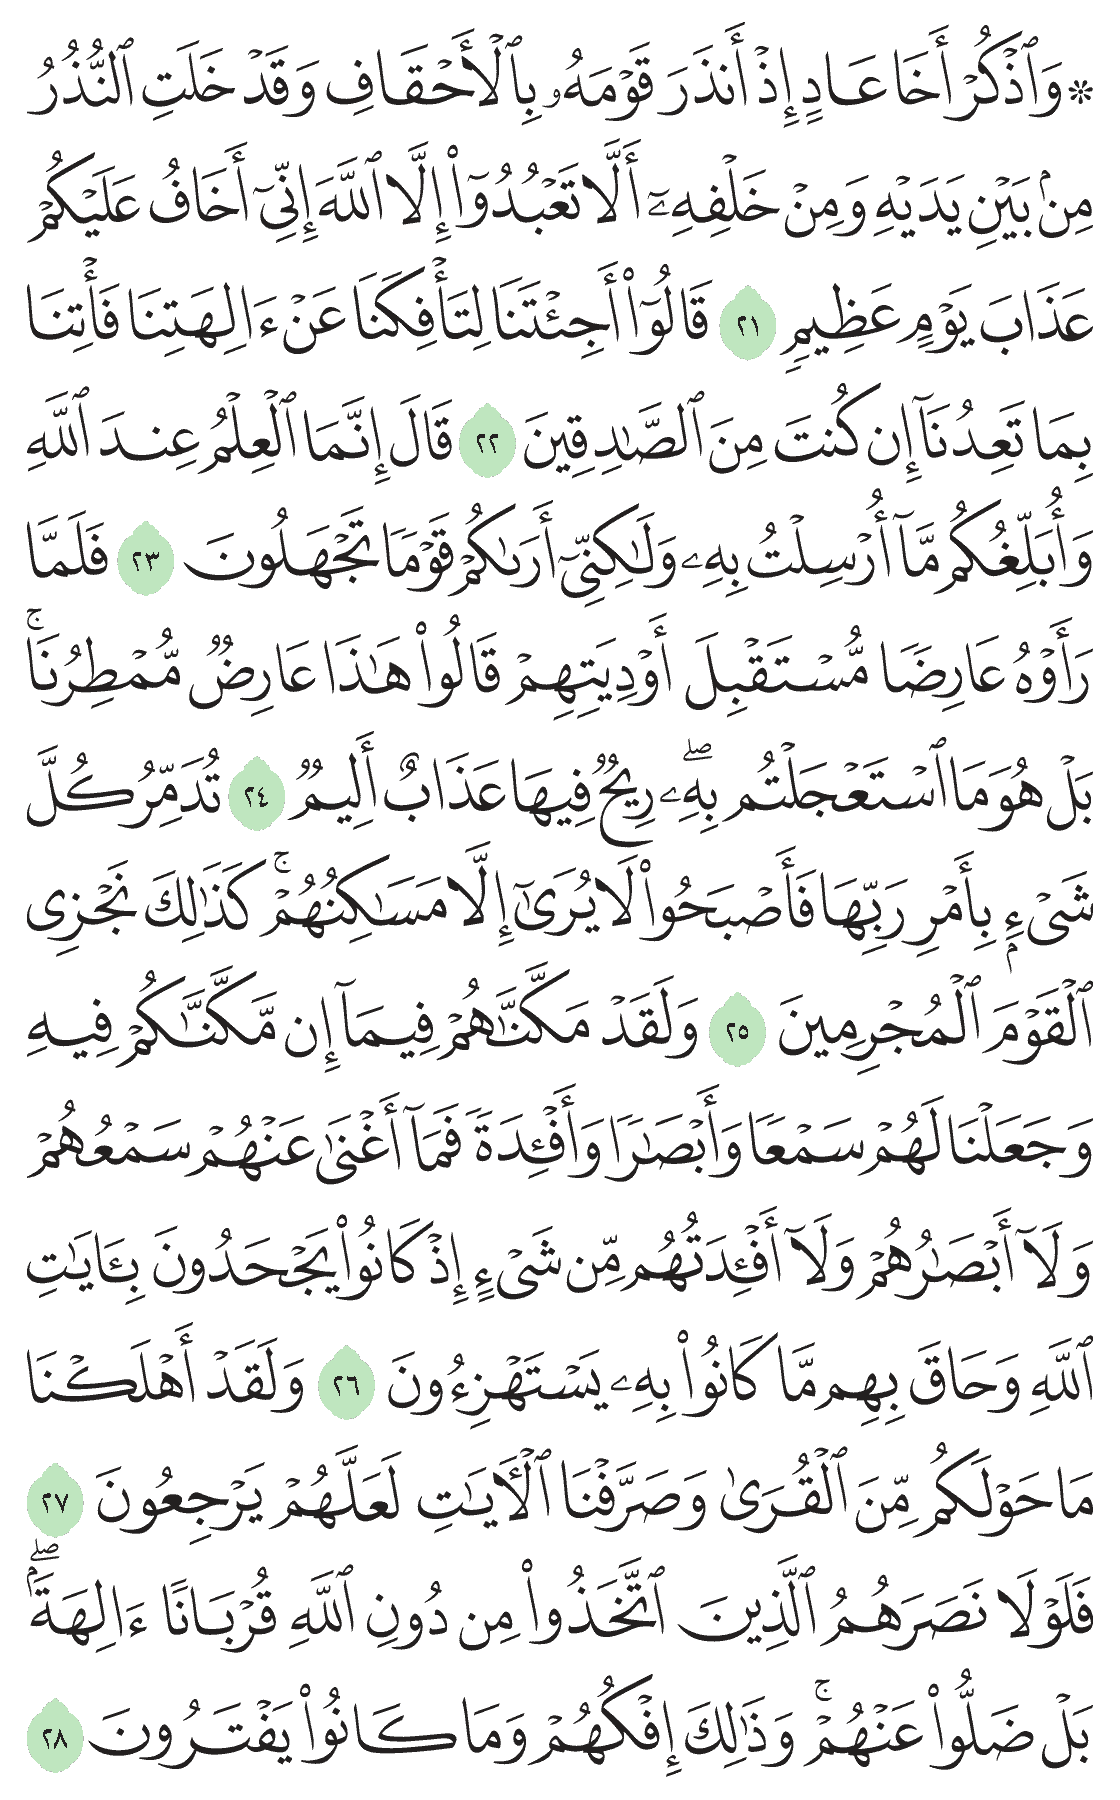 ۞ وَٱذۡكُرۡ أَخَا عَادٍ إِذۡ أَنذَرَ قَوۡمَهُۥ بِٱلۡأَحۡقَافِ وَقَدۡ خَلَتِ ٱلنُّذُرُ
مِنۢ بَيۡنِ يَدَيۡهِ وَمِنۡ خَلۡفِهِۦٓ أَلَّا تَعۡبُدُوٓاْ إِلَّا ٱللَّهَ إِنِّيٓ أَخَافُ عَلَيۡكُمۡ
عَذَابَ يَوۡمٍ عَظِيمٖ ٢١ قَالُوٓاْ أَجِئۡتَنَا لِتَأۡفِكَنَا عَنۡ ءَالِهَتِنَا فَأۡتِنَا
بِمَا تَعِدُنَآ إِن كُنتَ مِنَ ٱلصَّٰدِقِينَ ٢٢ قَالَ إِنَّمَا ٱلۡعِلۡمُ عِندَ ٱللَّهِ
وَأُبَلِّغُكُم مَّآ أُرۡسِلۡتُ بِهِۦ وَلَٰكِنِّيٓ أَرَىٰكُمۡ قَوۡمٗا تَجۡهَلُونَ ٢٣ فَلَمَّا
رَأَوۡهُ عَارِضٗا مُّسۡتَقۡبِلَ أَوۡدِيَتِهِمۡ قَالُواْ هَٰذَا عَارِضٞ مُّمۡطِرُنَاۚ
بَلۡ هُوَ مَا ٱسۡتَعۡجَلۡتُم بِهِۦۖ رِيحٞ فِيهَا عَذَابٌ أَلِيمٞ ٢٤ تُدَمِّرُ كُلَّ
شَيۡءِۭ بِأَمۡرِ رَبِّهَا فَأَصۡبَحُواْ لَا يُرَىٰٓ إِلَّا مَسَٰكِنُهُمۡۚ كَذَٰلِكَ نَجۡزِي
ٱلۡقَوۡمَ ٱلۡمُجۡرِمِينَ ٢٥ وَلَقَدۡ مَكَّنَّٰهُمۡ فِيمَآ إِن مَّكَّنَّٰكُمۡ فِيهِ
وَجَعَلۡنَا لَهُمۡ سَمۡعٗا وَأَبۡصَٰرٗا وَأَفۡـِٔدَةٗ فَمَآ أَغۡنَىٰ عَنۡهُمۡ سَمۡعُهُمۡ
وَلَآ أَبۡصَٰرُهُمۡ وَلَآ أَفۡـِٔدَتُهُم مِّن شَيۡءٍ إِذۡ كَانُواْ يَجۡحَدُونَ بِـَٔايَٰتِ
ٱللَّهِ وَحَاقَ بِهِم مَّا كَانُواْ بِهِۦ يَسۡتَهۡزِءُونَ ٢٦ وَلَقَدۡ أَهۡلَكۡنَا
مَا حَوۡلَكُم مِّنَ ٱلۡقُرَىٰ وَصَرَّفۡنَا ٱلۡأٓيَٰتِ لَعَلَّهُمۡ يَرۡجِعُونَ ٢٧
فَلَوۡلَا نَصَرَهُمُ ٱلَّذِينَ ٱتَّخَذُواْ مِن دُونِ ٱللَّهِ قُرۡبَانًا ءَالِهَةَۢۖ
بَلۡ ضَلُّواْ عَنۡهُمۡۚ وَذَٰلِكَ إِفۡكُهُمۡ وَمَا كَانُواْ يَفۡتَرُونَ ٢٨